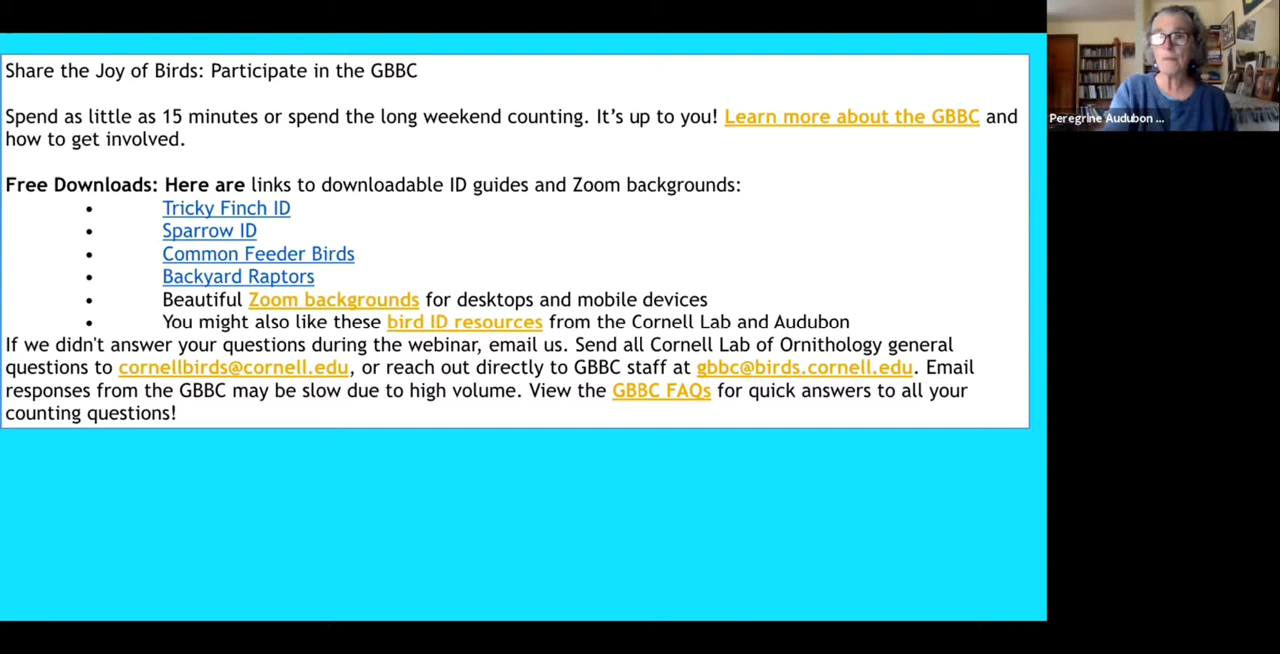 Share the Joy of Birds: Participate in the GBBC
Spend as little as 15 minutes or spend the long weekend counting. It's up to you! Learn more about the GBBC and
how to get involved.
Free Downloads: Here are links to downloadable ID guides and Zoom backgrounds:
• Tricky Finch ID
• Sparrow ID
• Common Feeder Birds
• Backyard Raptors
• Beautiful Zoom backgrounds for desktops and mobile devices
• You might also like these bird ID resources from the Cornell Lab and Audubon
If we didn't answer your questions during the webinar, email us. Send all Cornell Lab of Ornithology general
questions to cornellbirds@cornell.edu, or reach out directly to GBBC staff at gbbc@birds.cornell.edu. Email
responses from the GBBC may be slow due to high volume. View the GBBC FAQs for quick answers to all your
counting questions!
Peregrine Audubon ...